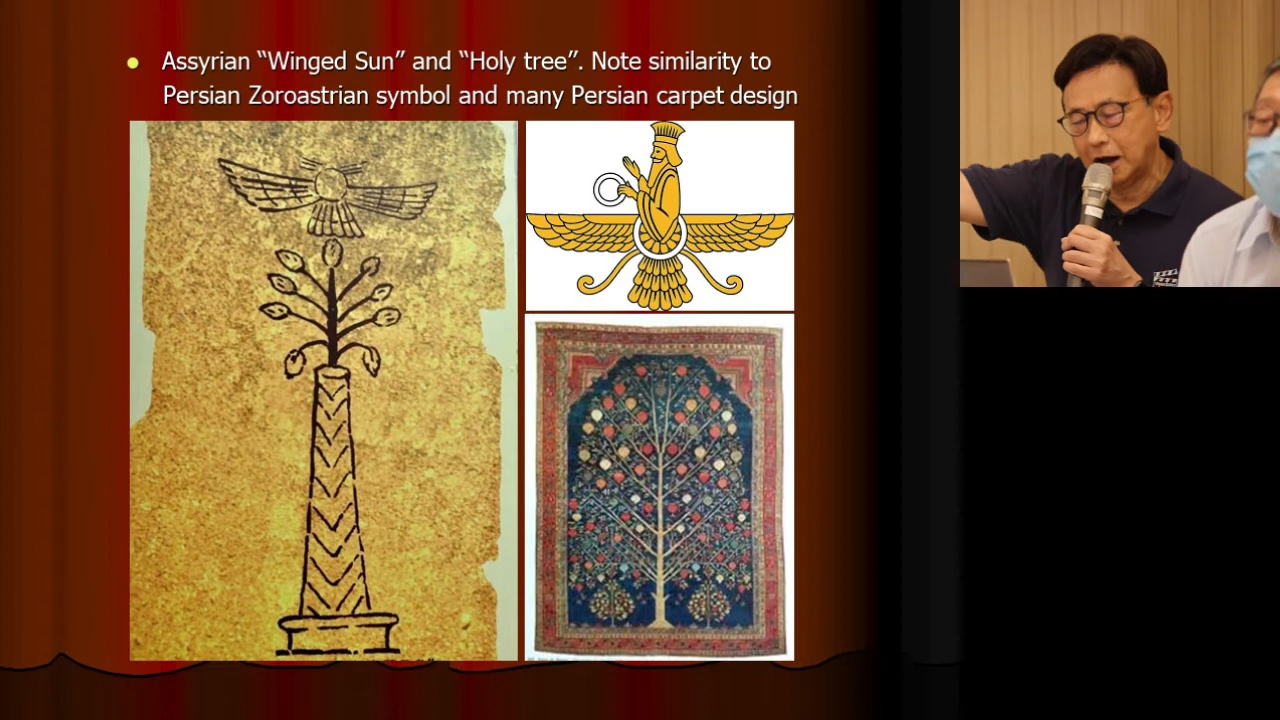 Assyrian “Winged Sun” and “Holy tree”. Note similarity to
Persian Zoroastrian symbol and many Persian carpet design